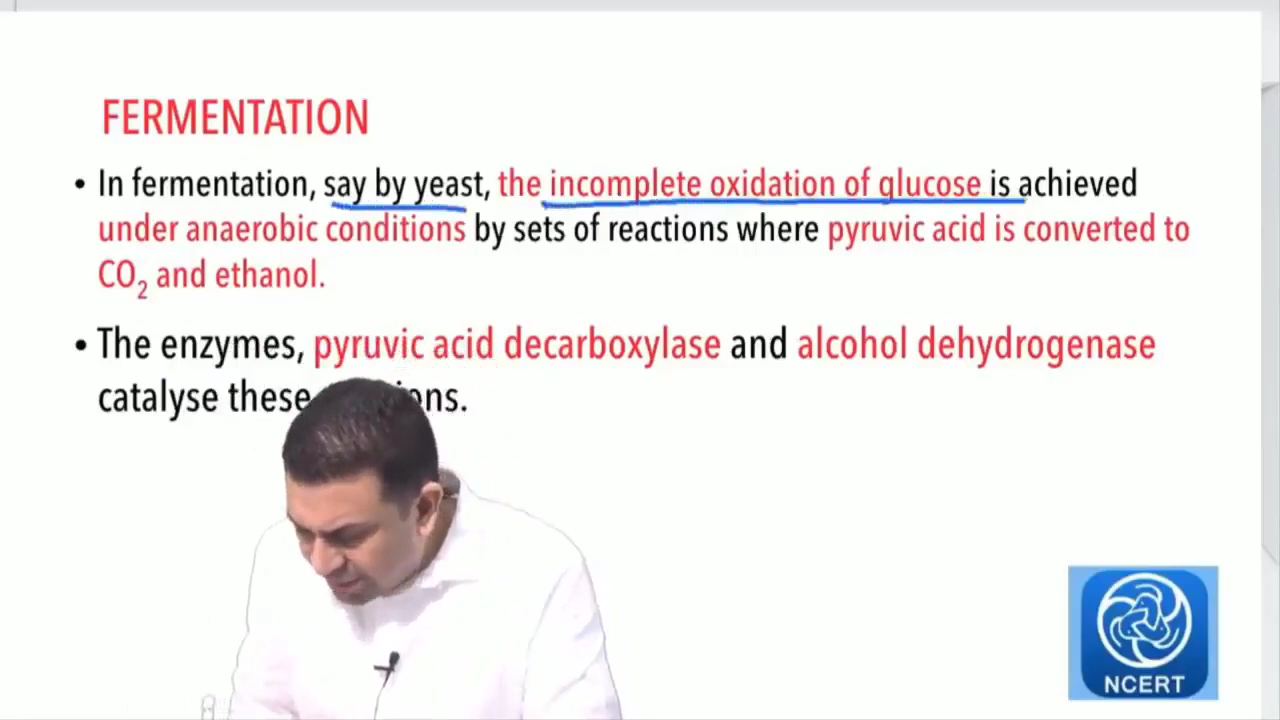 FERMENTATION
• In fermentation, say by yeast, the incomplete oxidation of glucose is achieved
under anaerobic conditions by sets of reactions where pyruvic acid is converted to
CO₂ and ethanol.
• The enzymes, pyruvic acid decarboxylase and alcohol dehydrogenase
catalyse these ons.
NCERT